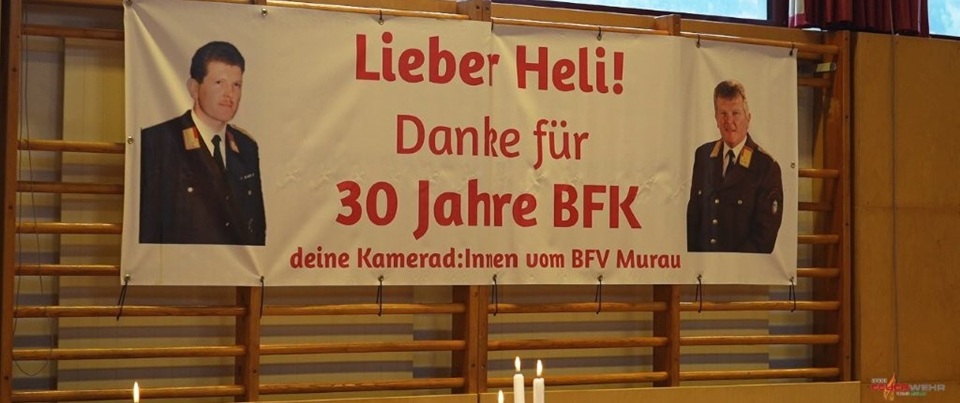 Lieber Heli!
Danke für
30 Jahre BFK
deine Kamerad:Innen vom BFV Murau